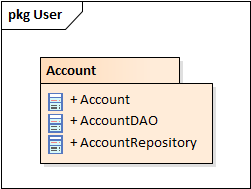 pkg User
Account
+ Account
+ AccountDAO
+ AccountRepository